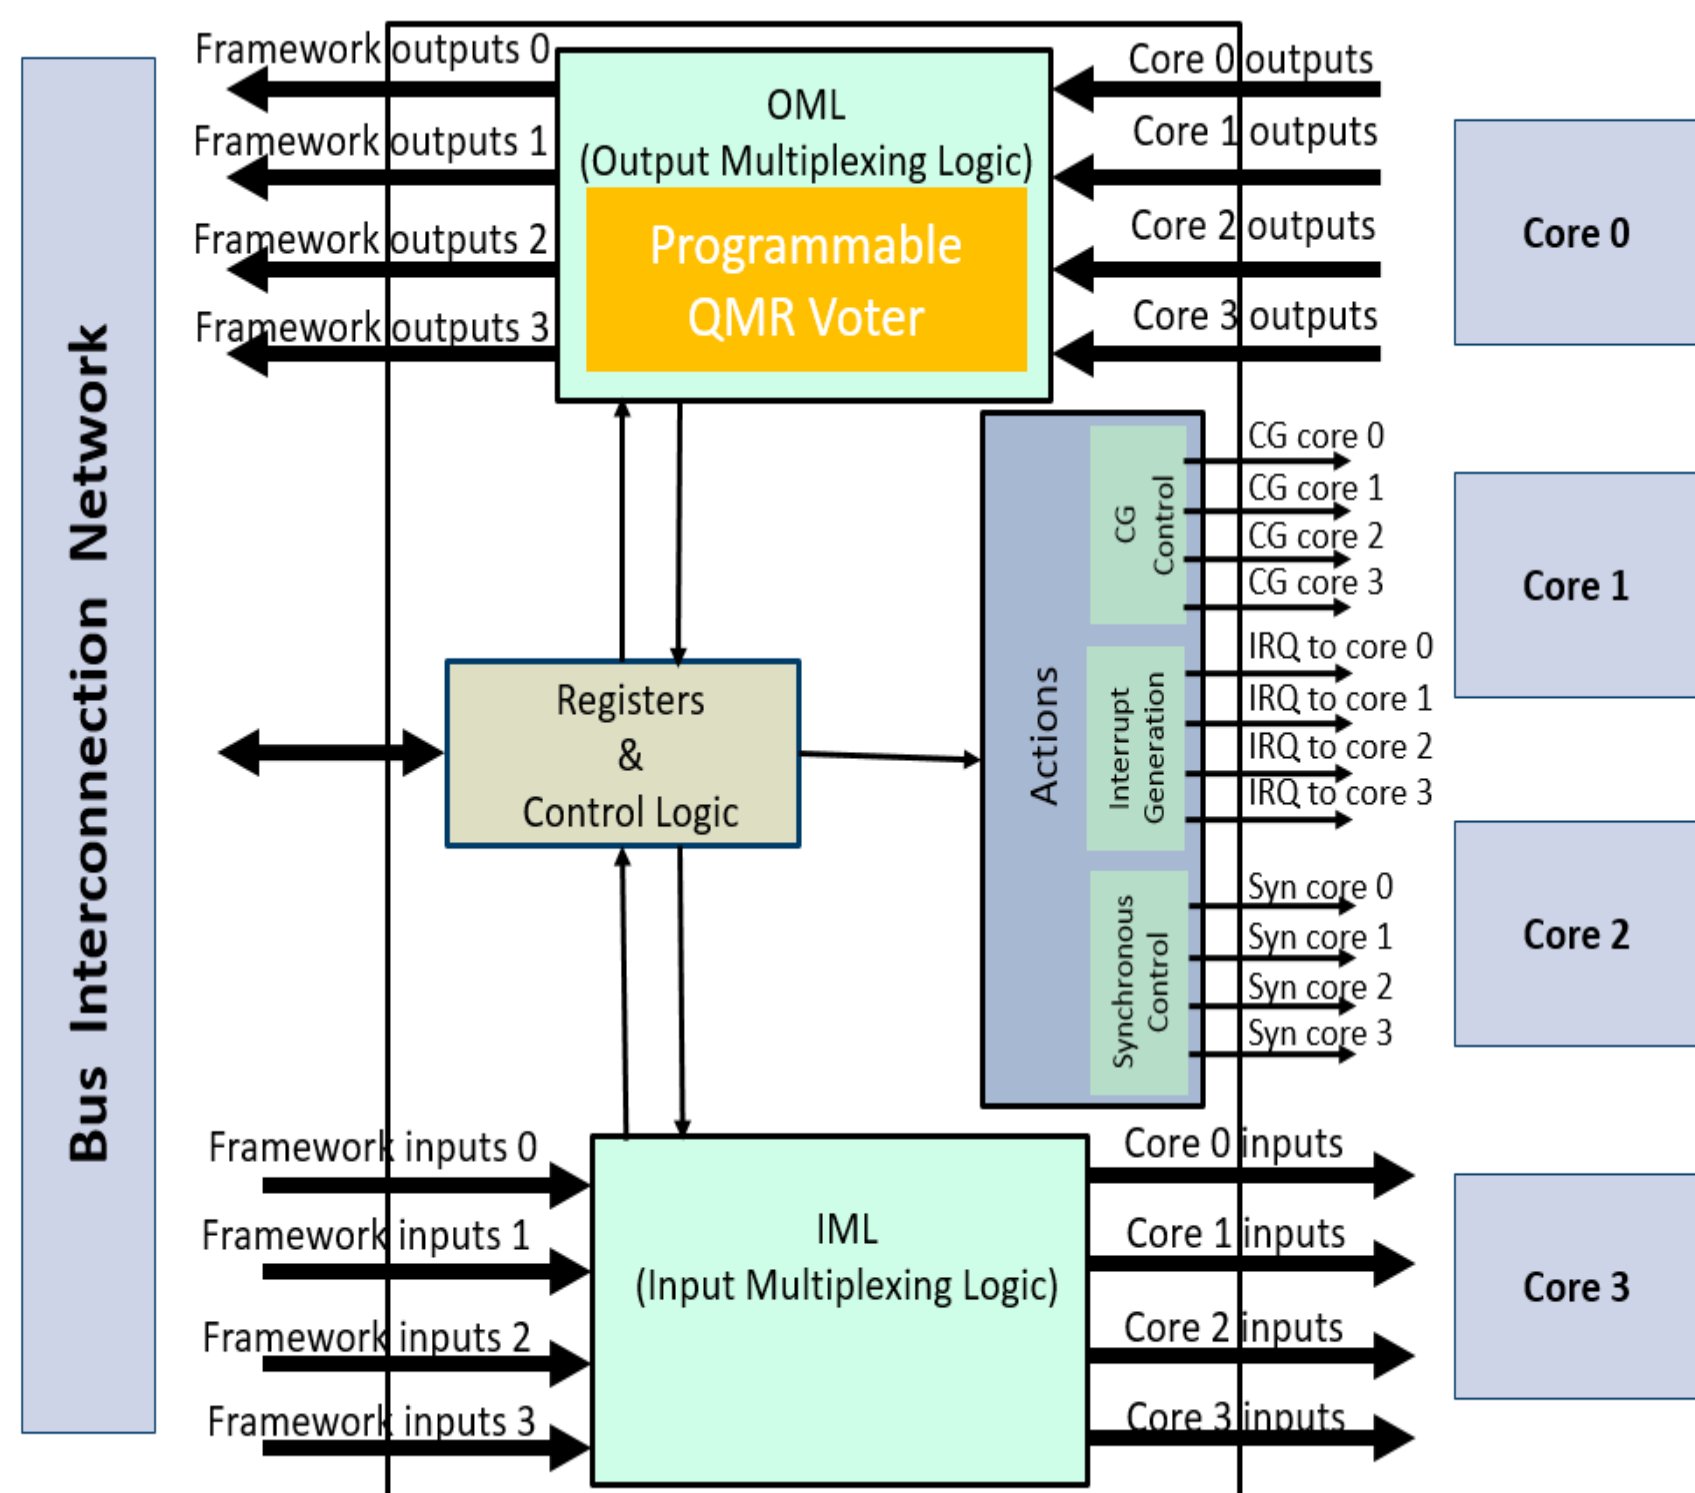 Bus Interconnection Network
Framework outputs 0
Framework outputs 1
Framework outputs 2
Framework outputs 3
OML
(Output Multiplexing Logic)
Programmable
QMR Voter
Core 0 outputs
Core 1 outputs
Core 2 outputs
Core 3 outputs
Registers
&
Control Logic
Actions
CG
Control
Interrupt
Generation
Synchronous
Control
CG core 0
CG core 1
CG core 2
CG core 3
IRQ to core 0
IRQ to core 1
IRQ to core 2
IRQ to core 3
Syn core 0
Syn core 1
Syn core 2
Syn core 3
Framework inputs 0
Framework inputs 1
Framework inputs 2
Framework inputs 3
IML
(Input Multiplexing Logic)
Core 0 inputs
Core 1 inputs
Core 2 inputs
Core 3 inputs
Core 0
Core 1
Core 2
Core 3